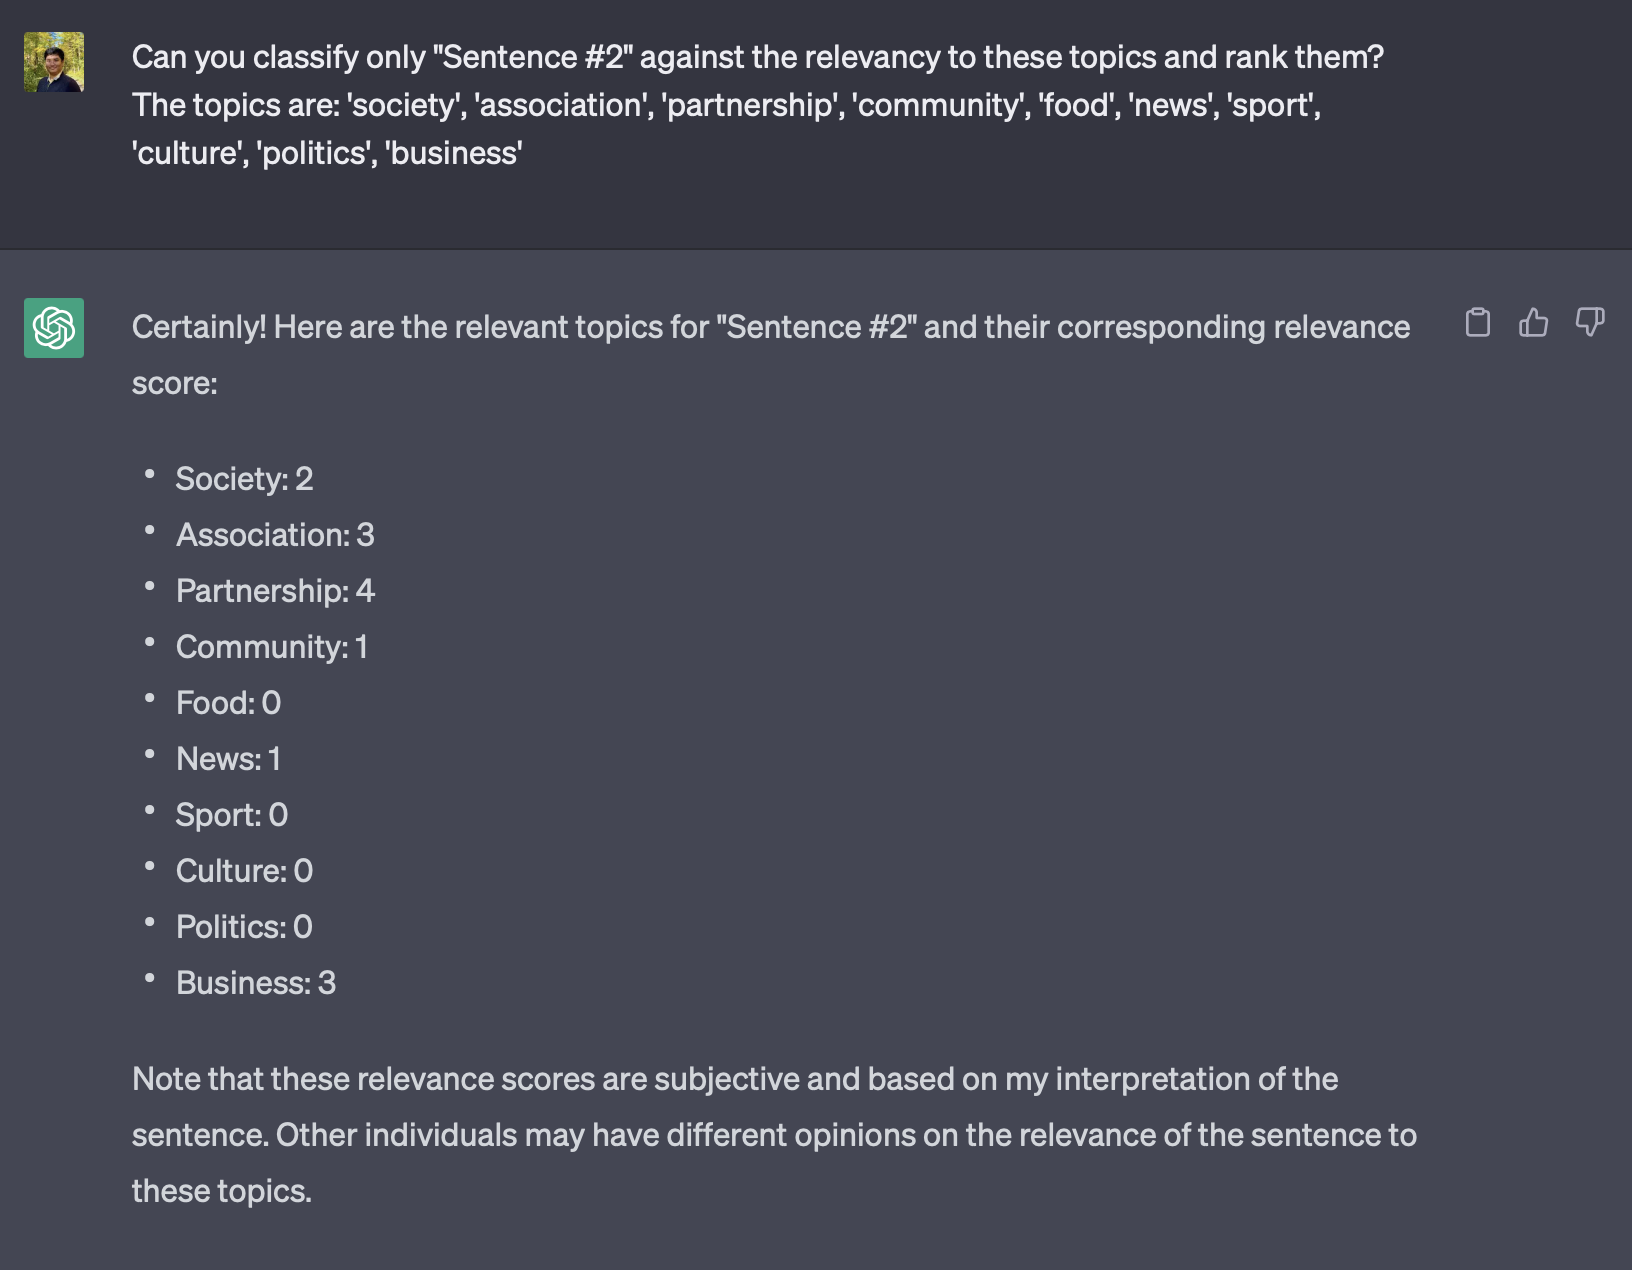 Can you classify only "Sentence #2" against the relevancy to these topics and rank them?
The topics are: 'society', 'association', 'partnership', 'community', 'food', 'news', 'sport',
'culture', 'politics', 'business'
Certainly! Here are the relevant topics for "Sentence #2" and their corresponding relevance
score:
• Society: 2
• Association: 3
• Partnership: 4
• Community: 1
• Food: 0
• News: 1
• Sport: 0
• Culture: 0
• Politics: 0
• Business: 3
Note that these relevance scores are subjective and based on my interpretation of the
sentence. Other individuals may have different opinions on the relevance of the sentence to
these topics.